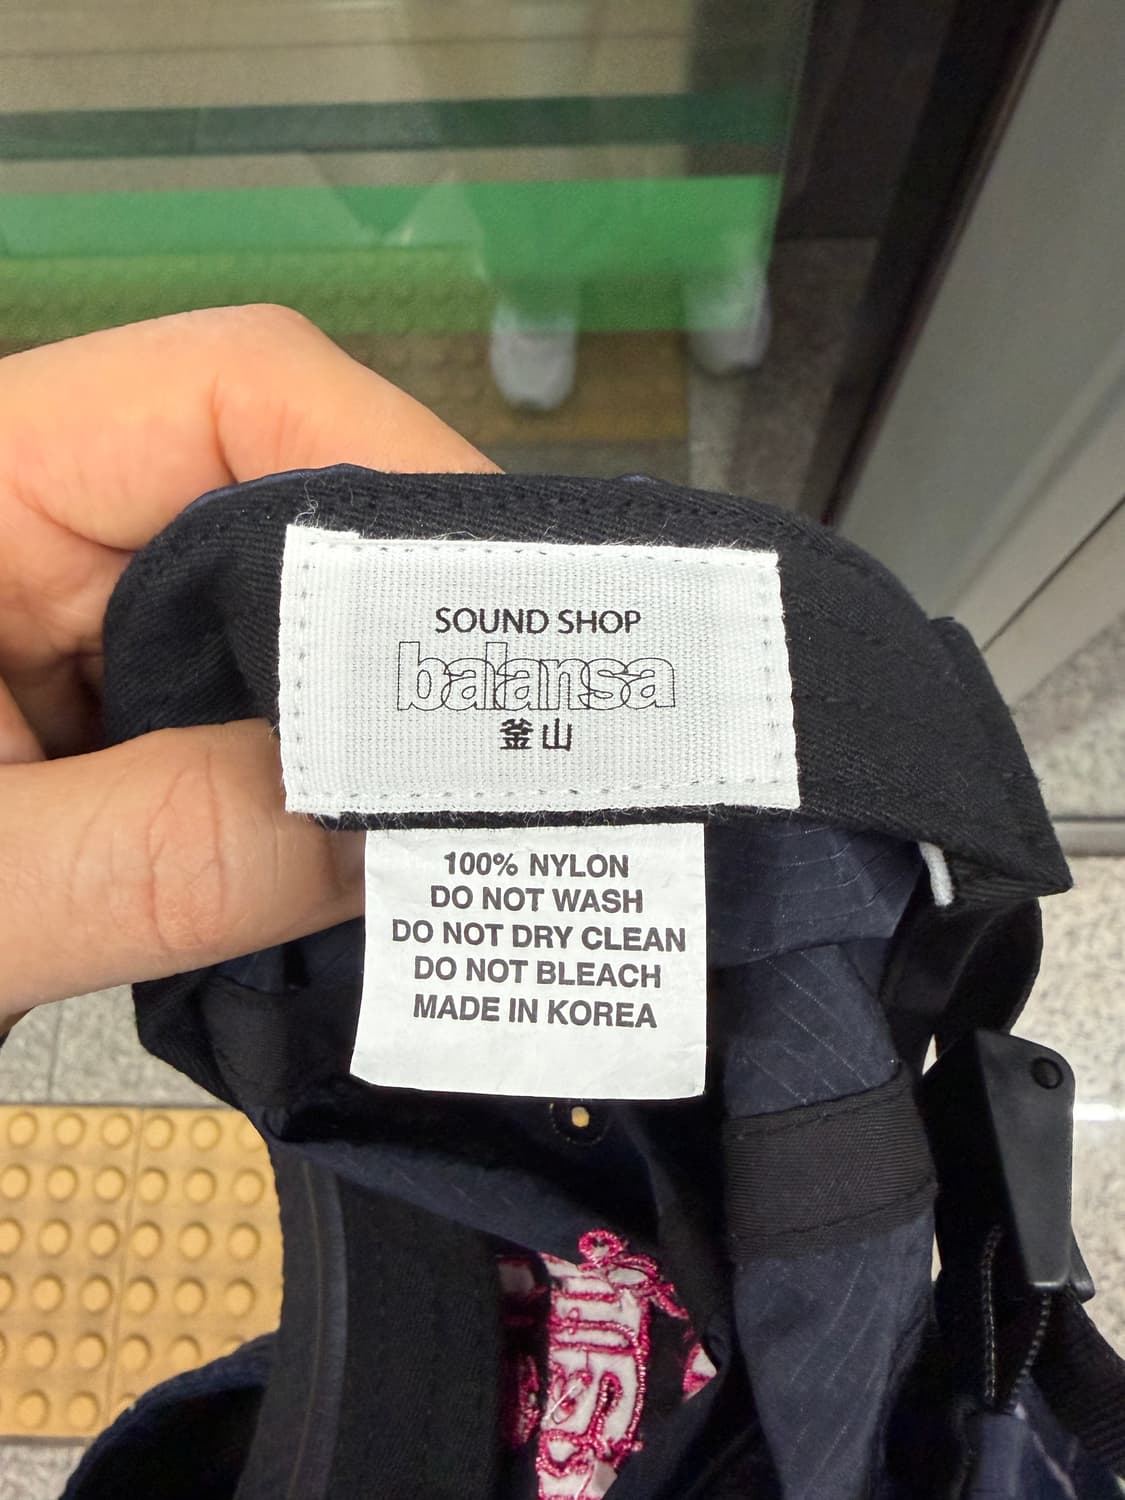 SOUND SHOP
balansa
釜山
100% NYLON
DO NOT WASH
DO NOT DRY CLEAN
DO NOT BLEACH
MADE IN KOREA